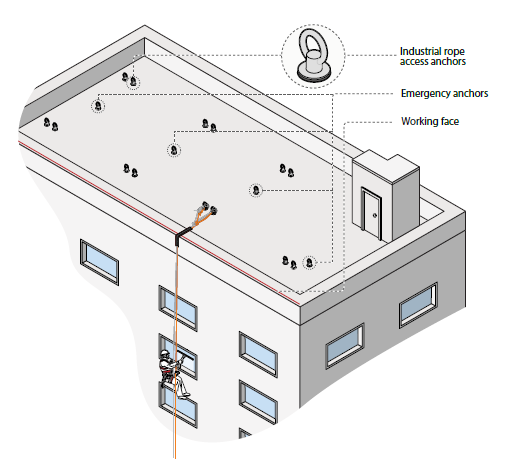 Industrial rope
access anchors
Emergency anchors
Working face